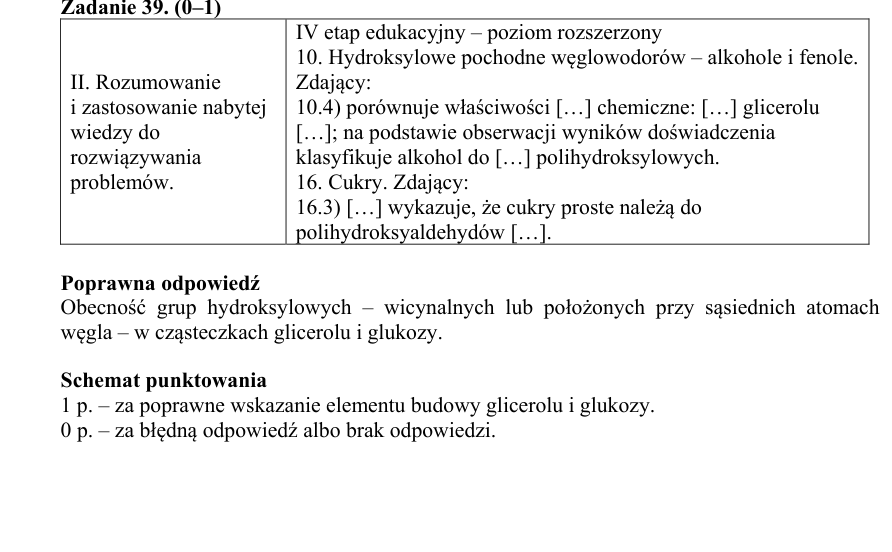 Zadanie 39. (0–1)
II. Rozumowanie
i zastosowanie nabytej
wiedzy do
rozwiązywania
problemów.
IV etap edukacyjny – poziom rozszerzony
10. Hydroksylowe pochodne węglowodorów – alkohole i fenole.
Zdający:
10.4) porównuje właściwości […] chemiczne: […] glicerolu
[…]; na podstawie obserwacji wyników doświadczenia
klasyfikuje alkohol do […] polihydroksylowych.
16. Cukry. Zdający:
16.3) […] wykazuje, że cukry proste należą do
polihydroksyaldehydów […].
Poprawna odpowiedź
Obecność grup hydroksylowych – wicynalnych lub położonych przy sąsiednich atomach
węgla – w cząsteczkach glicerolu i glukozy.
Schemat punktowania
1 p. – za poprawne wskazanie elementu budowy glicerolu i glukozy.
0 p. – za błędną odpowiedź albo brak odpowiedzi.